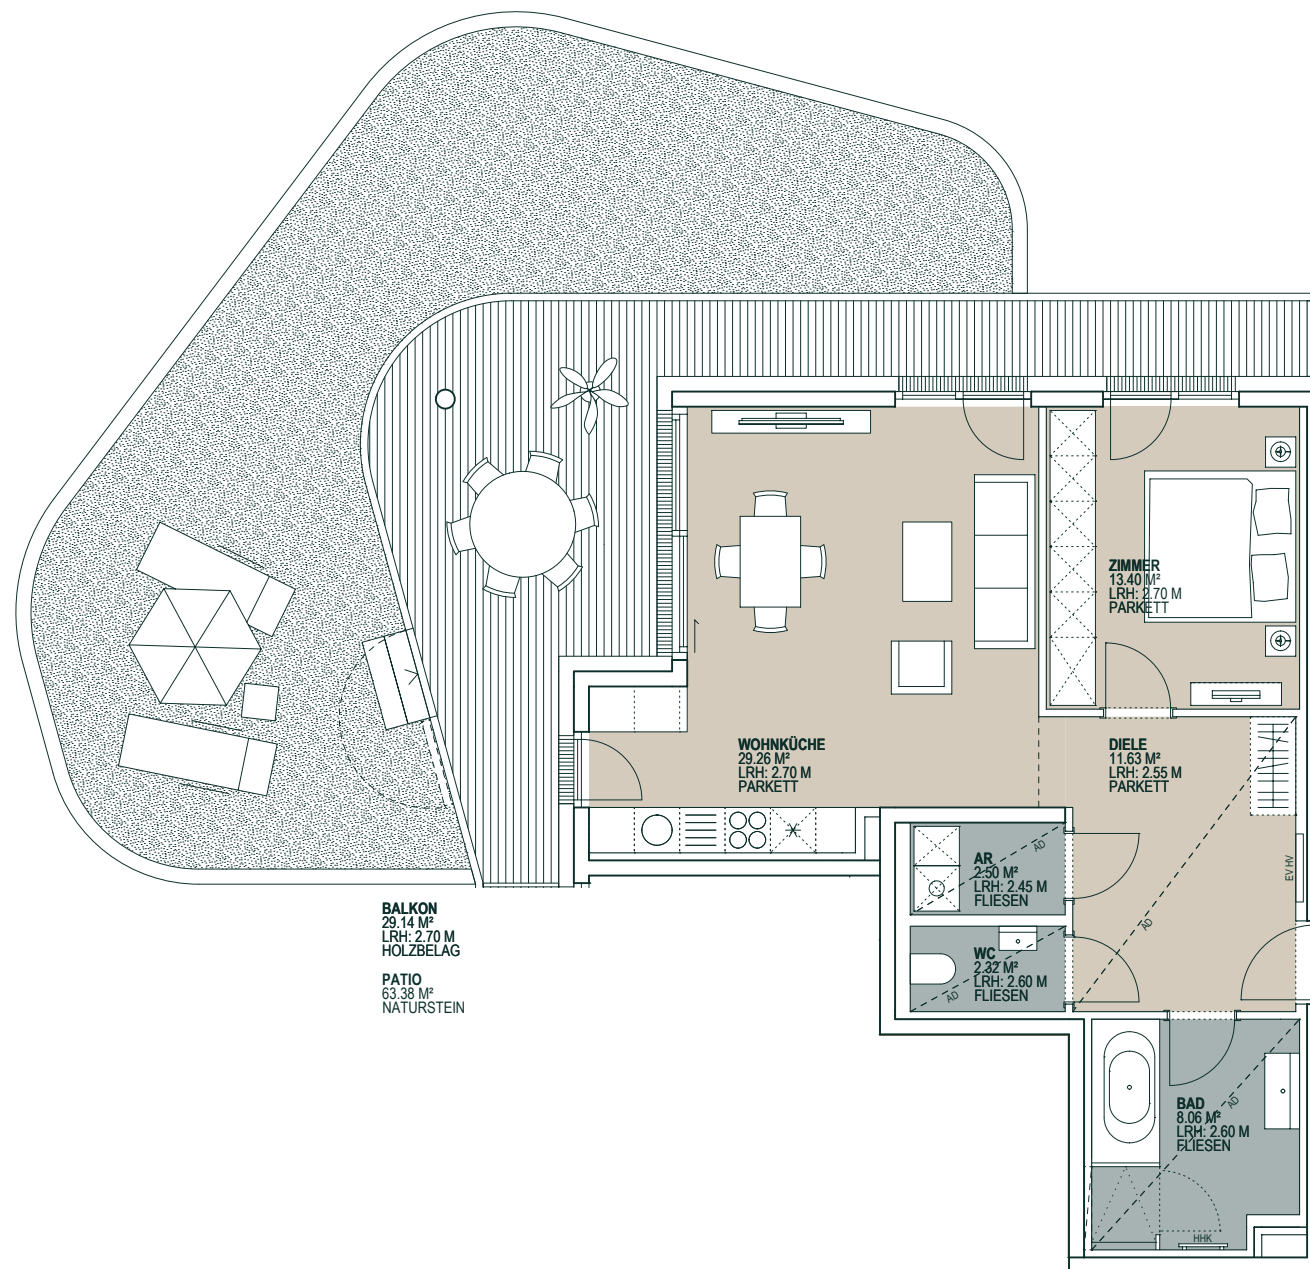 ZIMMER
13.40 M²
LRH: 2.70 M
PARKETT
WOHNKÜCHE
29.26 M²
LRH: 2.70 M
PARKETT
DIELE
11.63 M²
LRH: 2.55 M
PARKETT
AR
2.50 M²
LRH: 2.45 M
FLIESEN
AD
EV HV
AD
BALKON
29.14 M²
LRH: 2.70 M
HOLZBELAG
PATIO
63.38 M²
NATURSTEIN
WC
2.32 M²
LRH: 2.60 M
FLIESEN
AD
BAD
8.06 M²
LRH: 2.60 M
FLIESEN
AD
HHK